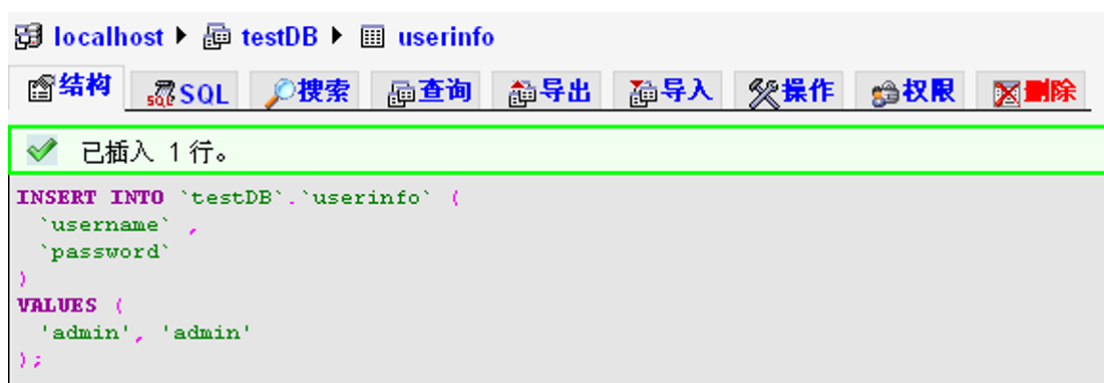 localhost ▸ testDB ▸ userinfo
结构 SQL 搜索 查询 导出 导入 操作 权限 删除
已插入 1 行。
INSERT INTO `testDB`.`userinfo` (
`username` ,
`password`
)
VALUES (
'admin', 'admin'
);